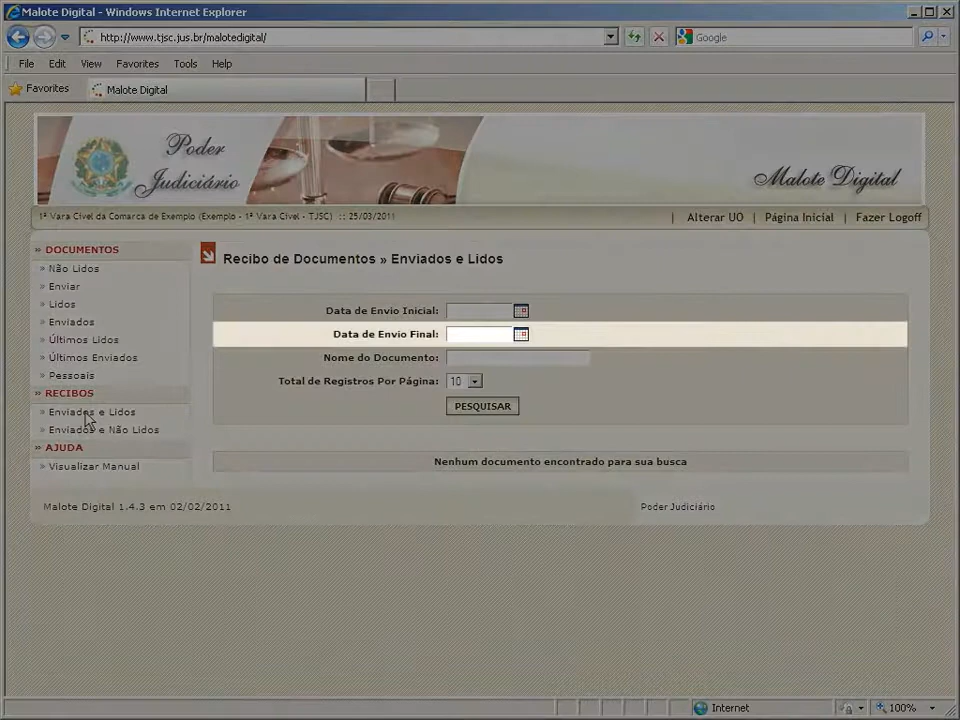 Malote Digital - Windows Internet Explorer
http://www.tjsc.jus.br/malotedigital/
Google
File Edit View Favorites Tools Help
Favorites
Malote Digital
Poder
Judiciário
Malote Digital
1ª Vara Cível da Comarca de Exemplo (Exemplo - 1ª Vara Cível - TJSC) :: 25/03/2011
| Alterar UO | Página Inicial | Fazer Logoff
» DOCUMENTOS
» Não Lidos
» Enviar
» Lidos
» Enviados
» Últimos Lidos
» Últimos Enviados
» Pessoais
» RECIBOS
» Enviados e Lidos
» Enviados e Não Lidos
» AJUDA
» Visualizar Manual
Recibo de Documentos » Enviados e Lidos
Data de Envio Inicial:
Data de Envio Final:
Nome do Documento:
Total de Registros Por Página: 10
PESQUISAR
Nenhum documento encontrado para sua busca
Malote Digital 1.4.3 em 02/02/2011
Poder Judiciário
Internet
100%